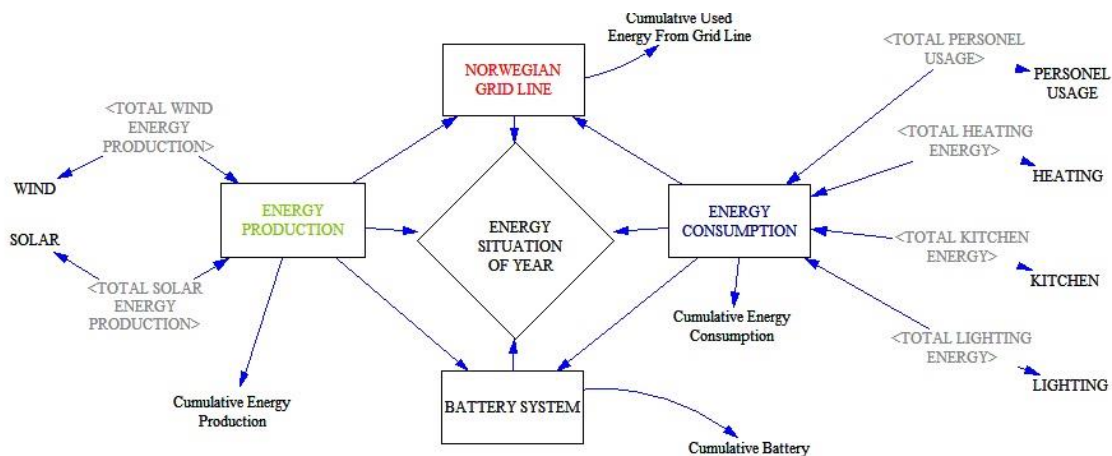 Cumulative Used
Energy From Grid Line
<TOTAL PERSONEL
USAGE>
PERSONEL
USAGE
NORWEGIAN
GRID LINE
<TOTAL WIND
ENERGY
PRODUCTION>
<TOTAL HEATING
ENERGY>
HEATING
WIND
ENERGY
PRODUCTION
ENERGY
SITUATION
OF YEAR
ENERGY
CONSUMPTION
SOLAR
<TOTAL KITCHEN
ENERGY>
KITCHEN
<TOTAL SOLAR
ENERGY
PRODUCTION>
Cumulative Energy
Consumption
<TOTAL LIGHTING
ENERGY>
LIGHTING
Cumulative Energy
Production
BATTERY SYSTEM
Cumulative Battery